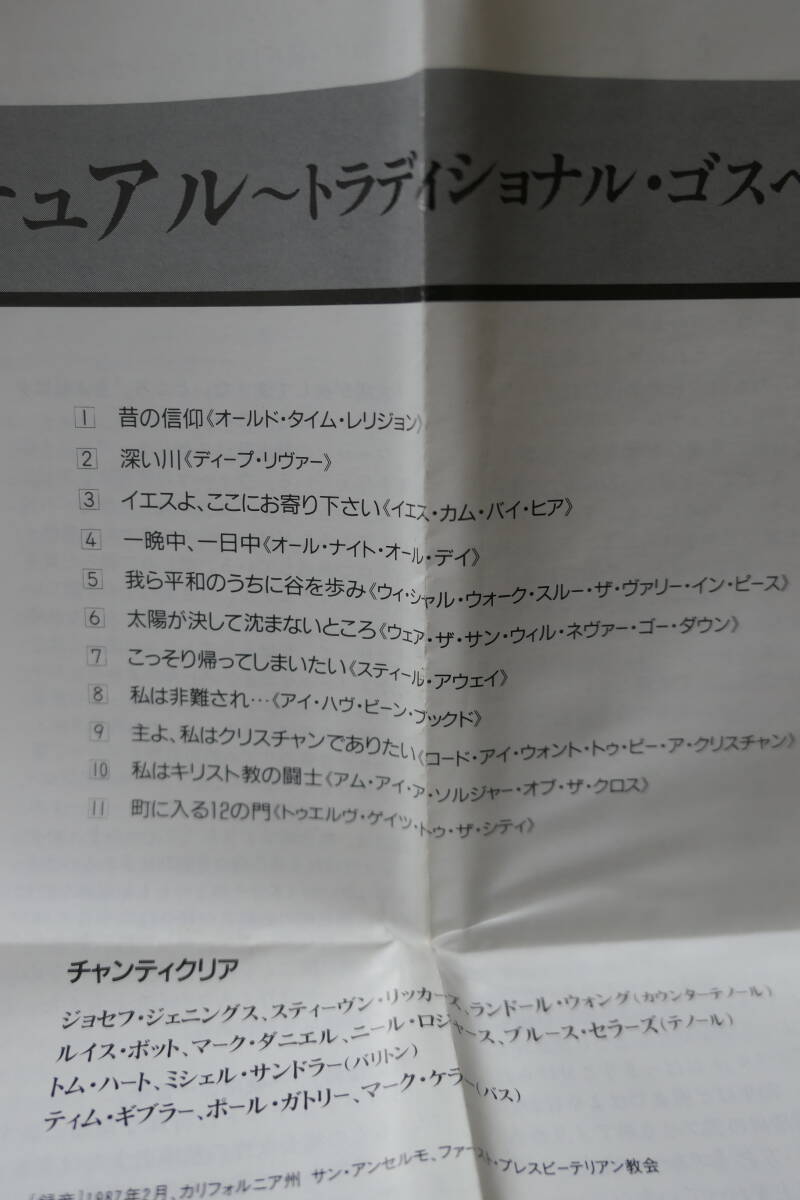 チュアル〜トラディショナル・ゴスペ
1 昔の信仰《オールド・タイム・レリジョン》
2 深い川《ディープ・リヴァー》
3 イエスよ、ここにお寄り下さい《イエス・カム・バイ・ヒア》
4 一晩中、一日中《オール・ナイト・オール・デイ》
5 我ら平和のうちに谷を歩み《ウィ・シャル・ウォーク・スルー・ザ・ヴァリー・イン・ピース》
6 太陽が決して沈まないところ《ウェア・ザ・サン・ウィル・ネヴァー・ゴー・ダウン》
7 こっそり帰ってしまいたい《スティール・アウェイ》
8 私は非難され…《アイ・ハヴ・ビーン・ブックド》
9 主よ、私はクリスチャンでありたい《ロード・アイ・ウォント・トゥ・ビー・ア・クリスチャン》
10 私はキリスト教の闘士《アム・アイ・ア・ソルジャー・オブ・ザ・クロス》
11 町に入る12の門《トゥエルヴ・ゲイツ・トゥ・ザ・シティ》
チャンティクリア
ジョセフ・ジェニングス、スティーヴン・リッカーズ、ランドール・ウォング(カウンターテノール)
ルイス・ボット、マーク・ダニエル、ニール・ロジャース、ブルース・セラーズ(テノール)
トム・ハート、ミシェル・サンドラー(バリトン)
ティム・ギブラー、ポール・ガトリー、マーク・ケラー(バス)
[録音]1987年2月、カリフォルニア州 サン・アンセルモ、ファースト・プレスビーテリアン教会